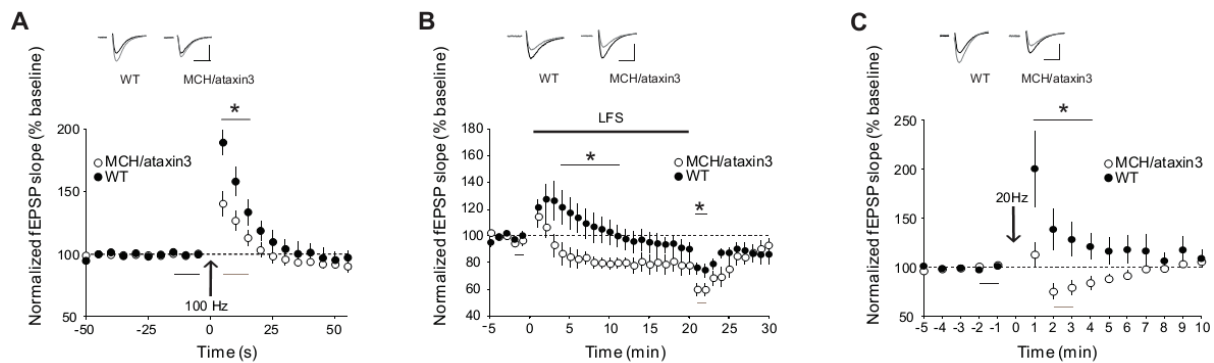 A
WT
MCH/ataxin3
*
Normalized fEPSP slope (% baseline)
200
150
100
50
MCH/ataxin3
WT
100 Hz
-50
-25
0
25
50
Time (s)
B
WT
MCH/ataxin3
LFS
Normalized fEPSP slope (% baseline)
180
160
140
120
100
80
60
40
*
MCH/ataxin3
WT
*
-5
0
5
10
15
20
25
30
Time (min)
C
WT
MCH/ataxin3
*
Normalized fEPSP slope (% baseline)
250
200
150
100
50
MCH/ataxin3
WT
20Hz
-5 -4 -3 -2 -1 0 1 2 3 4 5 6 7 8 9 10
Time (min)